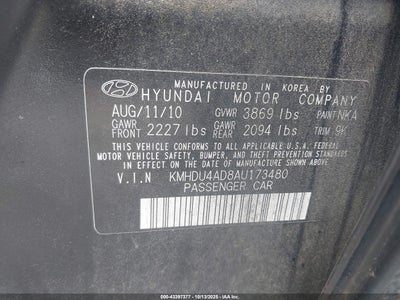 MANUFACTURED IN KOREA BY
HYUNDAI MOTOR COMPANY
AUG/11/10 GVWR 3869 lbs PAINT NKA
GAWR FRONT 2227 lbs GAWR REAR 2094 lbs TRIM 9K
THIS VEHICLE CONFORMS TO ALL APPLICABLE U.S.A. FEDERAL
MOTOR VEHICLE SAFETY, BUMPER, AND THEFT PREVENTION STANDARDS
IN EFFECT ON THE DATE OF MANUFACTURE SHOWN ABOVE.
V.I.N KMHDU4AD8AU173480
PASSENGER CAR
ID: 43397377 - 10/13/2025 - © IAA Holdings, LLC